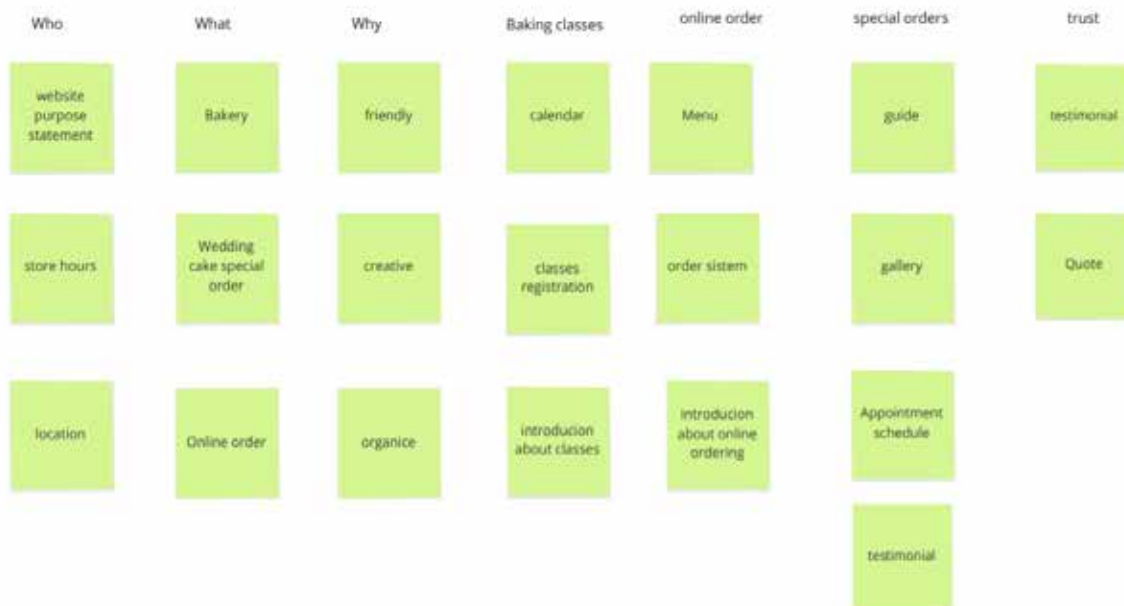 Who
What
Why
Baking classes
online order
special orders
trust
website
purpose
statement
Bakery
friendly
calendar
Menu
guide
testimonial
store hours
Wedding
cake special
order
creative
classes
registration
order sistem
gallery
Quote
location
Online order
organice
introducion
about classes
introducion
about online
ordering
Appointment
schedule
testimonial